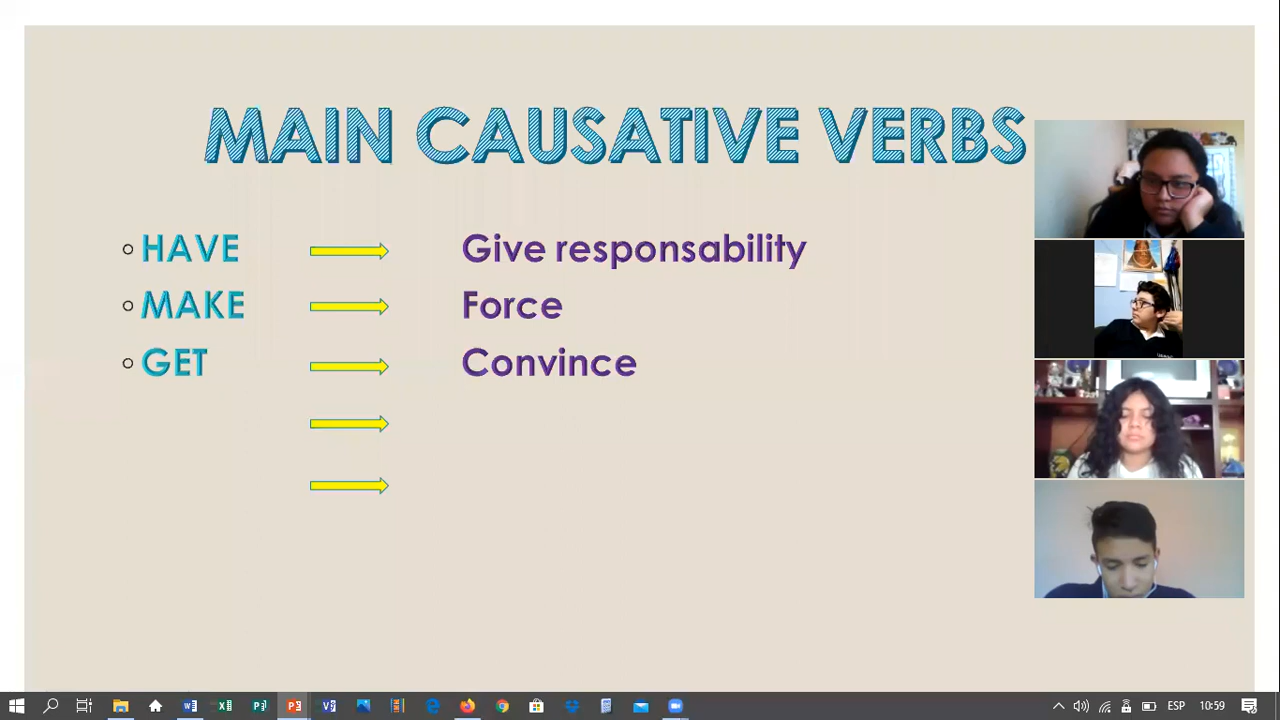 MAIN CAUSATIVE VERBS
HAVE Give responsability
MAKE Force
GET Convince
ESP 10:59